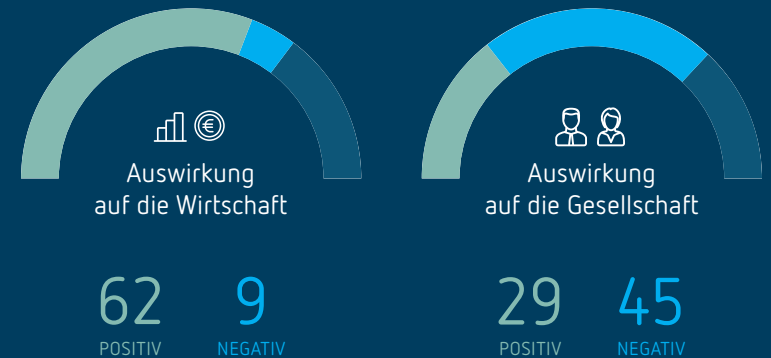 €
Auswirkung
auf die Wirtschaft
62 9
POSITIV NEGATIV
Auswirkung
auf die Gesellschaft
29 45
POSITIV NEGATIV